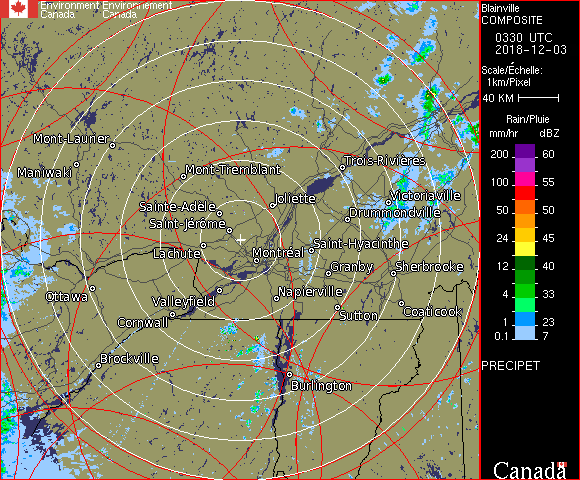 Environment Environnement
Canada Canada
Blainville
COMPOSITE
0330 UTC
2018-12-03
Scale/Échelle:
1km/Pixel
40 KM
Rain/Pluie
mm/hr dBZ
200 60
100 55
50 50
24 45
12 40
4 33
1 23
0.1 7
PRECIPET
Canada
Mont-Laurier
Maniwaki
Mont-Tremblant
Trois-Rivières
Sainte-Adèle
Joliette
Victoriaville
Saint-Jérôme
Drummondville
Lachute
Montréal
Saint-Hyacinthe
Granby
Sherbrooke
Ottawa
Valleyfield
Napierville
Cornwall
Sutton
Coaticook
Brockville
Burlington